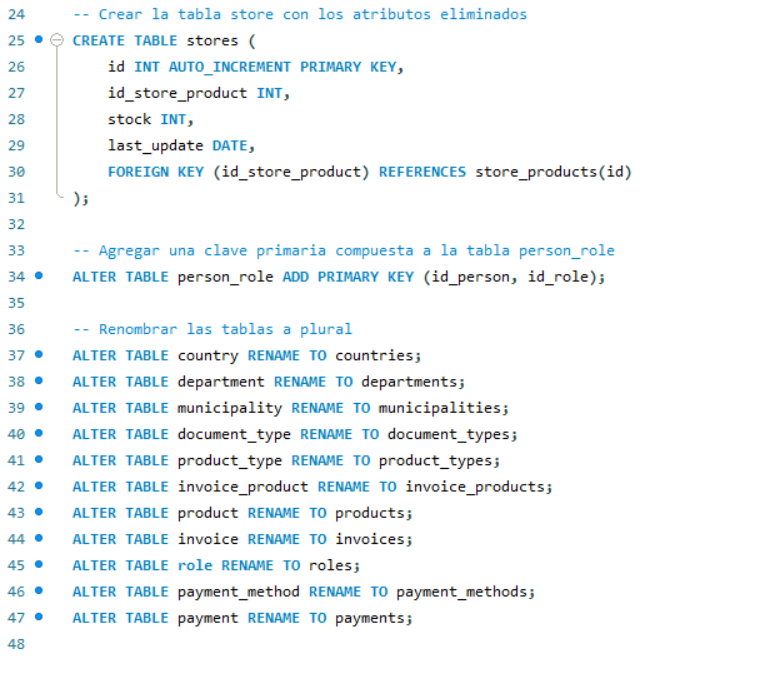 24 -- Crear la tabla store con los atributos eliminados
25 CREATE TABLE stores (
26 id INT AUTO_INCREMENT PRIMARY KEY,
27 id_store_product INT,
28 stock INT,
29 last_update DATE,
30 FOREIGN KEY (id_store_product) REFERENCES store_products(id)
31 );
32
33 -- Agregar una clave primaria compuesta a la tabla person_role
34 ALTER TABLE person_role ADD PRIMARY KEY (id_person, id_role);
35
36 -- Renombrar las tablas a plural
37 ALTER TABLE country RENAME TO countries;
38 ALTER TABLE department RENAME TO departments;
39 ALTER TABLE municipality RENAME TO municipalities;
40 ALTER TABLE document_type RENAME TO document_types;
41 ALTER TABLE product_type RENAME TO product_types;
42 ALTER TABLE invoice_product RENAME TO invoice_products;
43 ALTER TABLE product RENAME TO products;
44 ALTER TABLE invoice RENAME TO invoices;
45 ALTER TABLE role RENAME TO roles;
46 ALTER TABLE payment_method RENAME TO payment_methods;
47 ALTER TABLE payment RENAME TO payments;
48